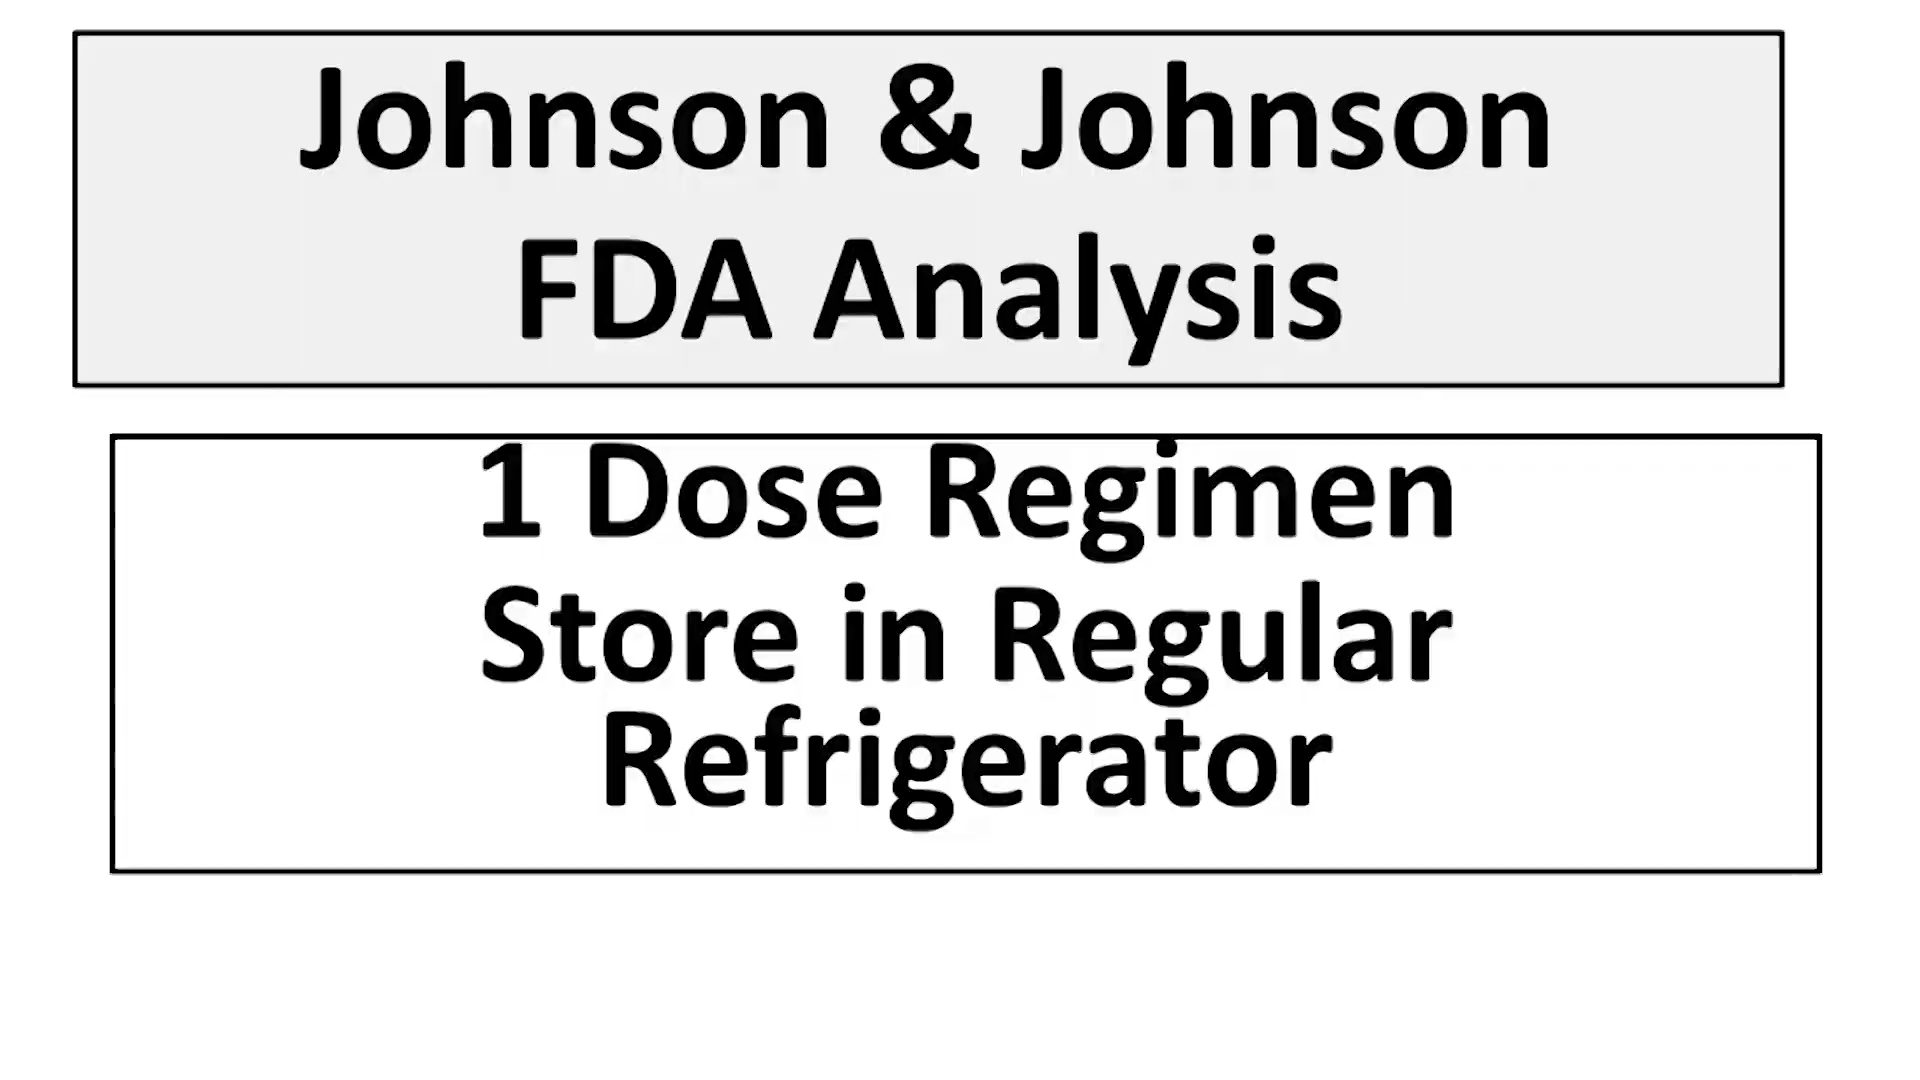 Johnson & Johnson
FDA Analysis
1 Dose Regimen
Store in Regular
Refrigerator